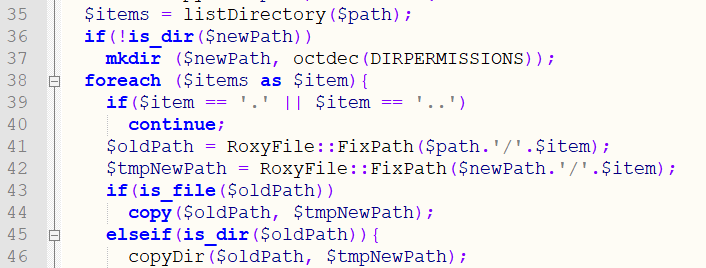 35 $items = listDirectory($path);
36 if(!is_dir($newPath))
37 mkdir ($newPath, octdec(DIRPERMISSIONS));
38 foreach ($items as $item){
39 if($item == '.' || $item == '..')
40 continue;
41 $oldPath = RoxyFile::FixPath($path.'/'.$item);
42 $tmpNewPath = RoxyFile::FixPath($newPath.'/'.$item);
43 if(is_file($oldPath))
44 copy($oldPath, $tmpNewPath);
45 elseif(is_dir($oldPath)){
46 copyDir($oldPath, $tmpNewPath);